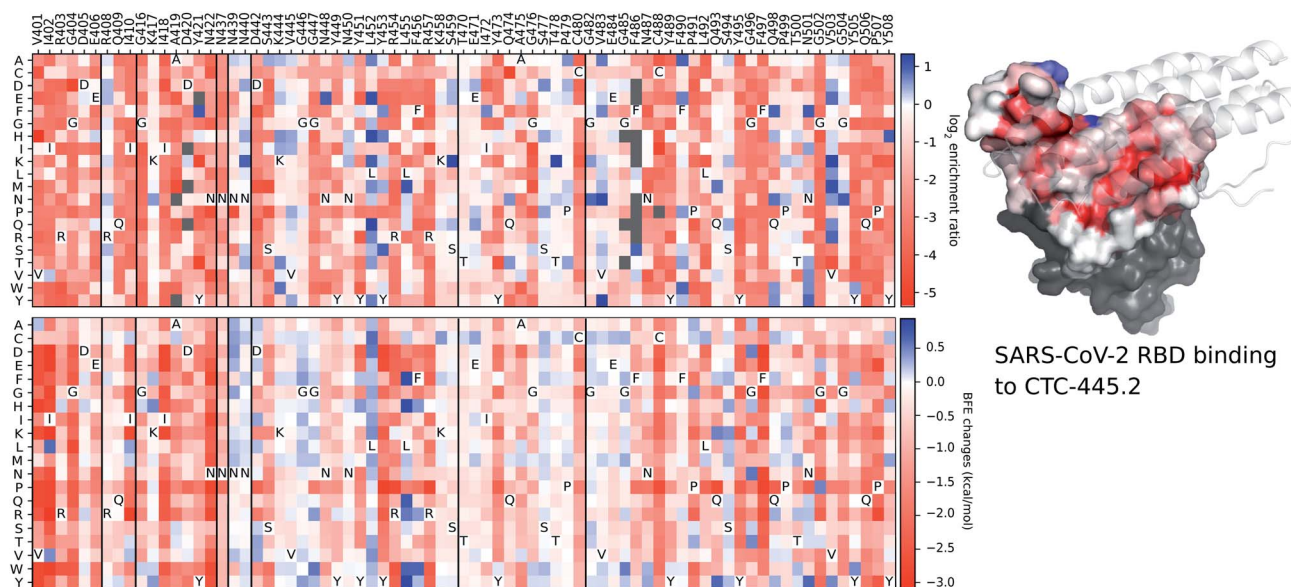 V401 I402 R403 G404 D405 E406 R408 Q409 I410 G416 K417 I418 A419 D420 Y421 N422 N437 N439 N440 D442 S443 K444 V445 G446 G447 N448 Y449 N450 Y451 L452 Y453 R454 L455 F456 R457 K458 S459 T470 E471 I472 Y473 Q474 A475 G476 S477 T478 P479 C480 G482 V483 E484 G485 F486 N487 C488 Y489 F490 P491 L492 Q493 S494 Y495 G496 F497 Q498 P499 T500 N501 G502 V503 G504 Y505 Q506 P507 Y508
A A A
C C C
D D D D
E E E E
F F F F F
G G G G G G G G G G G
H
I I I I I
K K K K
L L L L
M
N N N N N N N N N
P P P P P
Q Q Q Q Q Q
R R R R R
S S S S S
T T T T
V V V V V
W
Y Y Y Y Y Y Y Y Y Y
1
0
-1
-2
-3
-4
-5
log₂ enrichment ratio
A A A
C C C
D D D D
E E E E
F F F F F
G G G G G G G G G G G
H
I I I I I
K K K K
L L L L
M
N N N N N N N N N
P P P P P
Q Q Q Q Q Q
R R R R R
S S S S S
T T T T
V V V V V
W
Y Y Y Y Y Y Y Y Y Y
0.5
0.0
-0.5
-1.0
-1.5
-2.0
-2.5
-3.0
BFE changes (kcal/mol)
SARS-CoV-2 RBD binding
to CTC-445.2